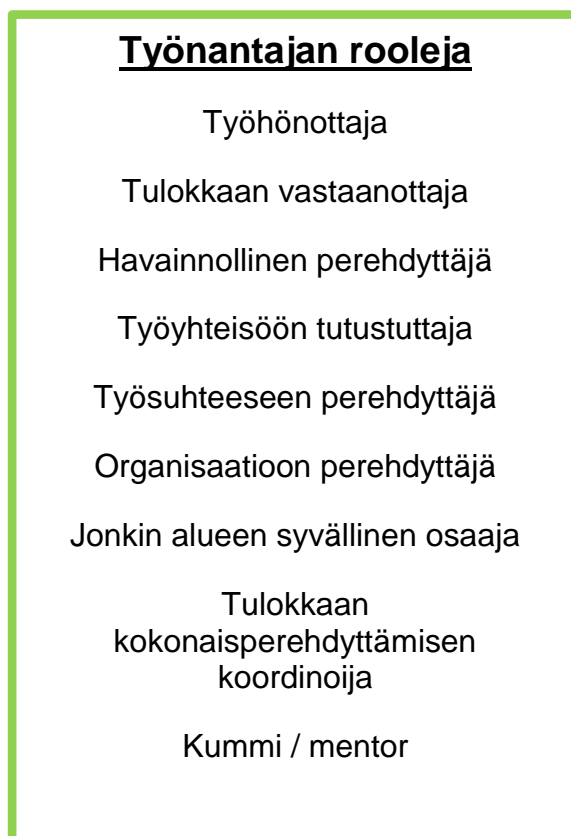 Työnantajan rooleja
Työhönottaja
Tulokkaan vastaanottaja
Havainnollinen perehdyttäjä
Työyhteisöön tutustuttaja
Työsuhteeseen perehdyttäjä
Organisaatioon perehdyttäjä
Jonkin alueen syvällinen osaaja
Tulokkaan
kokonaisperehdyttämisen
koordinoija
Kummi / mentor